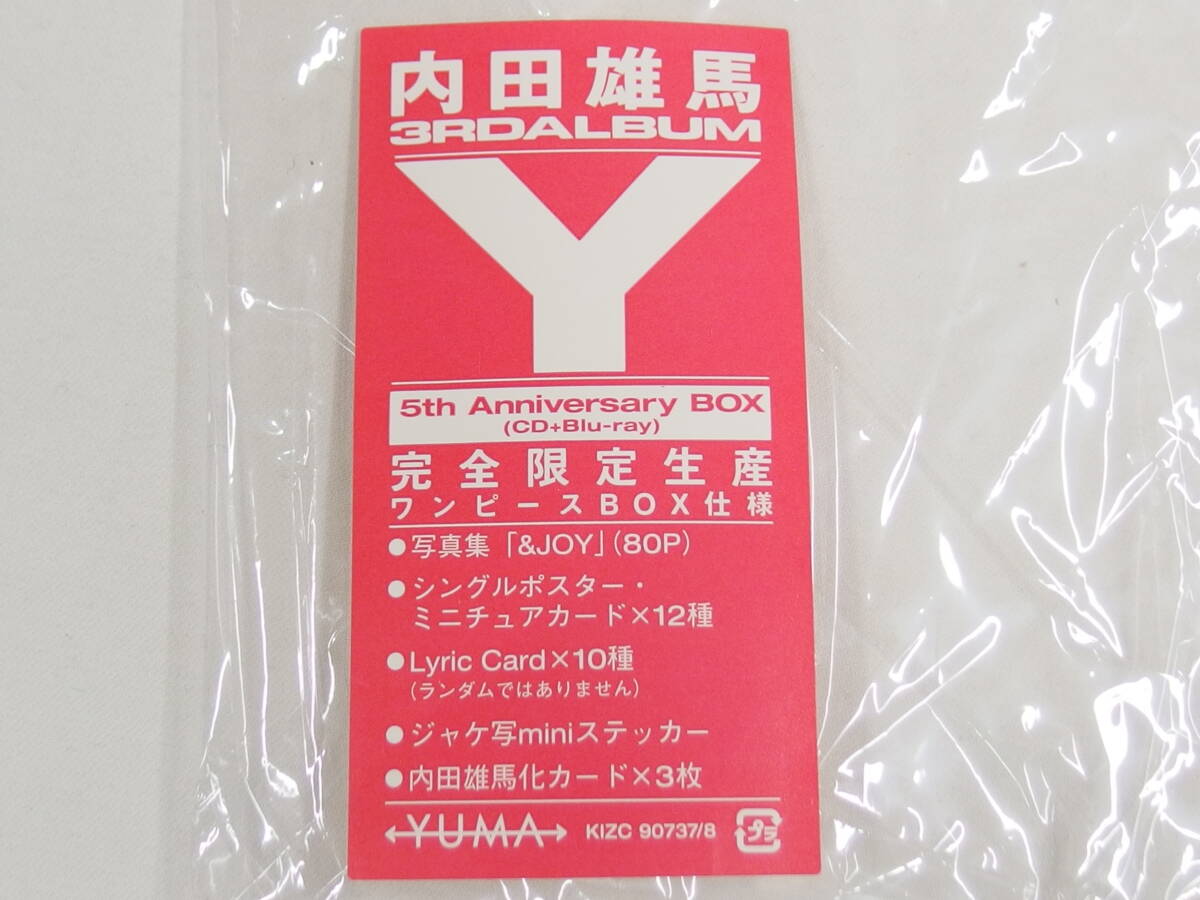 内田雄馬
3RDALBUM
Y
5th Anniversary BOX
(CD+Blu-ray)
完全限定生産
ワンピースBOX仕様
●写真集「&JOY」(80P)
●シングルポスター・
ミニチュアカード×12種
●Lyric Card×10種
(ランダムではありません)
●ジャケ写miniステッカー
●内田雄馬化カード×3枚
YUMA KIZC 90737/8 プラ